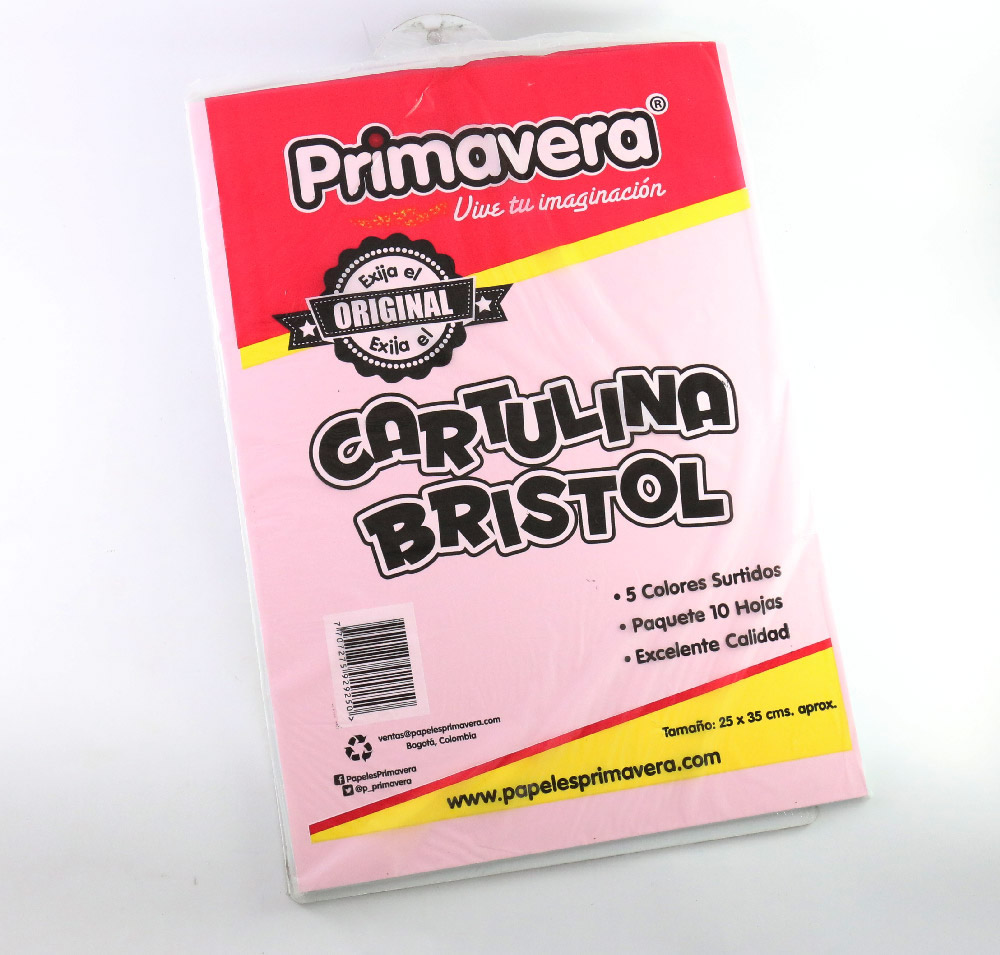 Primavera®
Vive tu imaginación
Exija el
ORIGINAL
Exija el
CARTULINA
BRISTOL
• 5 Colores Surtidos
• Paquete 10 Hojas
• Excelente Calidad
7707275929250>
ventas@papelesprimavera.com
Bogotá, Colombia
PapelesPrimavera
@p_primavera
Tamaño: 25 x 35 cms. aprox.
www.papelesprimavera.com